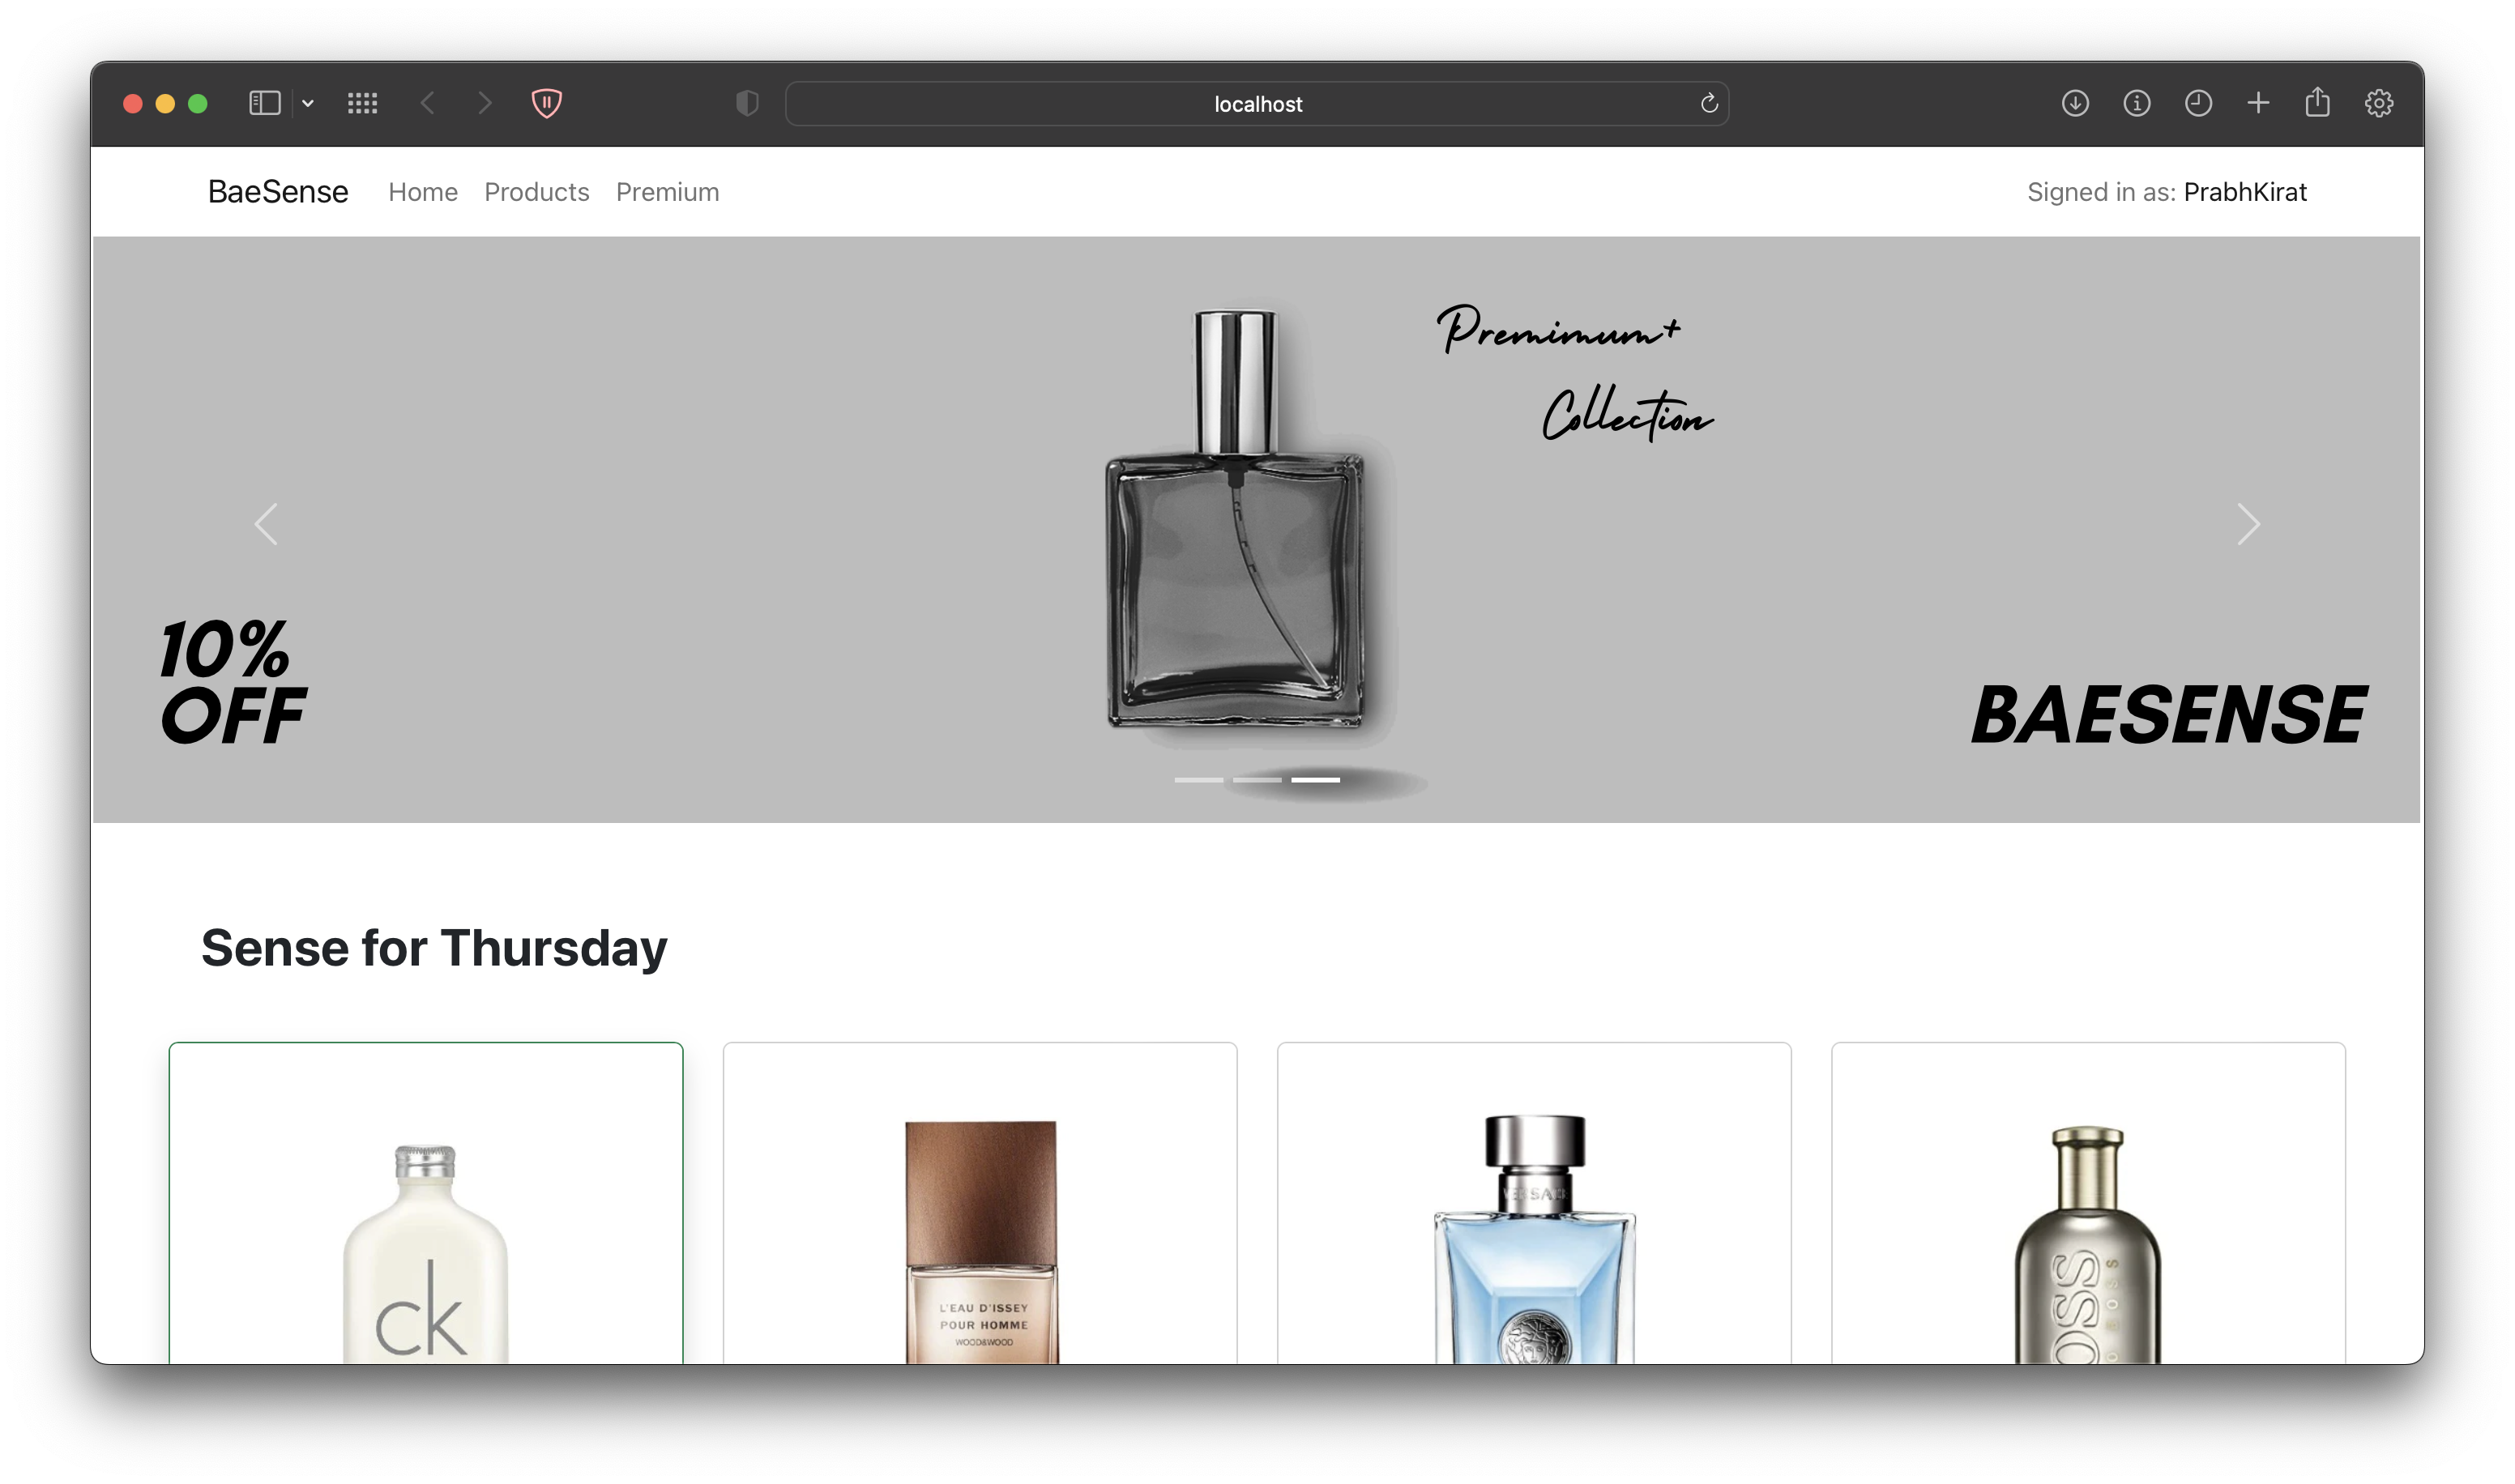 localhost
BaeSense Home Products Premium Signed in as: PrabhKirat
Premimum+
Collection
10%
OFF
BAESENSE
Sense for Thursday
ck
L'EAU D'ISSEY
POUR HOMME
WOOD&WOOD
VERSACE
OSS